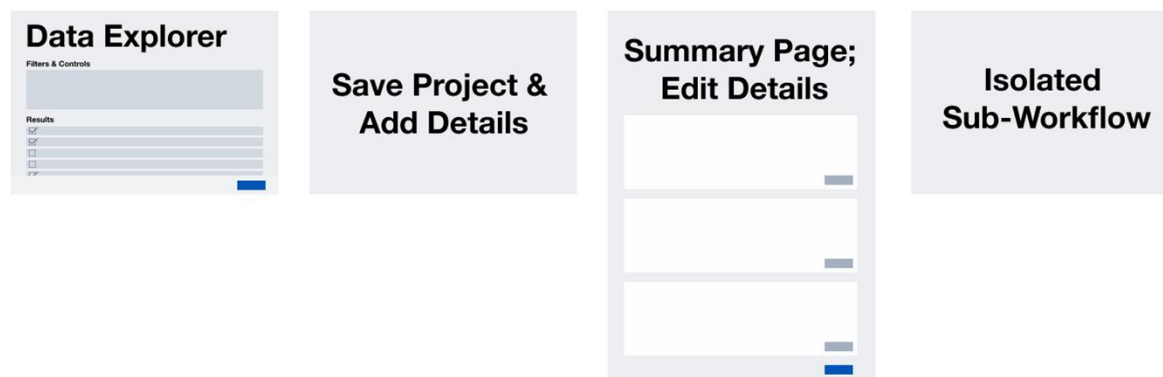 Data Explorer
Filters & Controls
Results
Save Project &
Add Details
Summary Page;
Edit Details
Isolated
Sub-Workflow